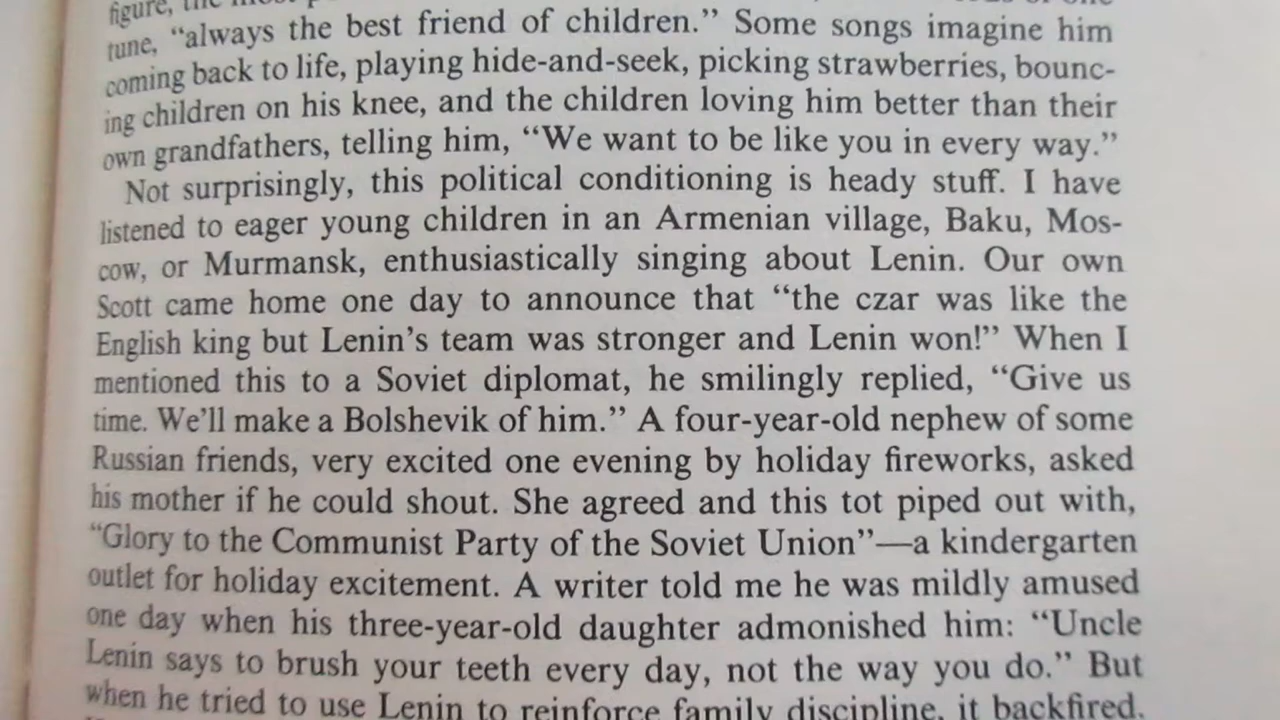 figure, the most
tune, “always the best friend of children.” Some songs imagine him
coming back to life, playing hide-and-seek, picking strawberries, bounc-
ing children on his knee, and the children loving him better than their
own grandfathers, telling him, “We want to be like you in every way.”
Not surprisingly, this political conditioning is heady stuff. I have
listened to eager young children in an Armenian village, Baku, Mos-
cow, or Murmansk, enthusiastically singing about Lenin. Our own
Scott came home one day to announce that “the czar was like the
English king but Lenin’s team was stronger and Lenin won!” When I
mentioned this to a Soviet diplomat, he smilingly replied, “Give us
time. We’ll make a Bolshevik of him.” A four-year-old nephew of some
Russian friends, very excited one evening by holiday fireworks, asked
his mother if he could shout. She agreed and this tot piped out with,
“Glory to the Communist Party of the Soviet Union”—a kindergarten
outlet for holiday excitement. A writer told me he was mildly amused
one day when his three-year-old daughter admonished him: “Uncle
Lenin says to brush your teeth every day, not the way you do.” But
when he tried to use Lenin to reinforce family discipline, it backfired.